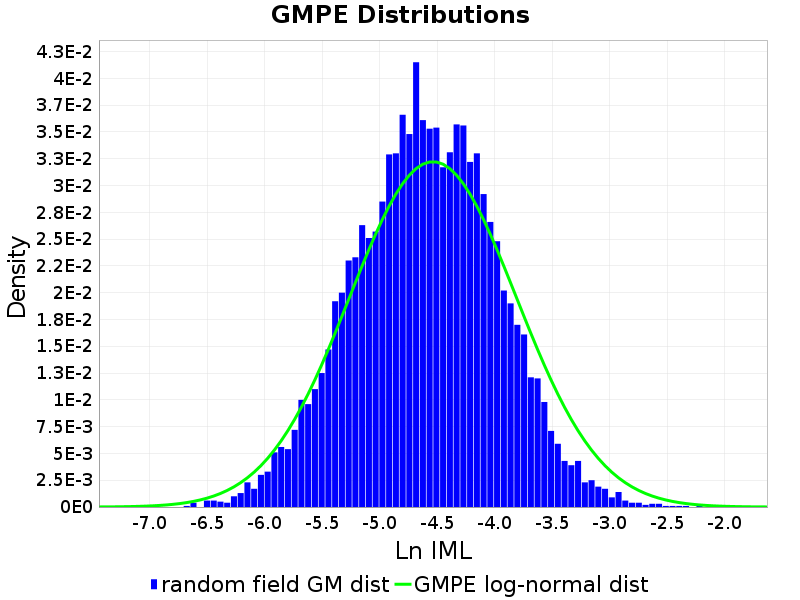 GMPE Distributions
4.3E-2
4E-2
3.7E-2
3.5E-2
3.3E-2
3E-2
2.8E-2
2.5E-2
2.2E-2
2E-2
1.8E-2
1.5E-2
1.3E-2
1E-2
7.5E-3
5E-3
2.5E-3
0E0
Density
-7.0 -6.5 -6.0 -5.5 -5.0 -4.5 -4.0 -3.5 -3.0 -2.5 -2.0
Ln IML
random field GM dist GMPE log-normal dist